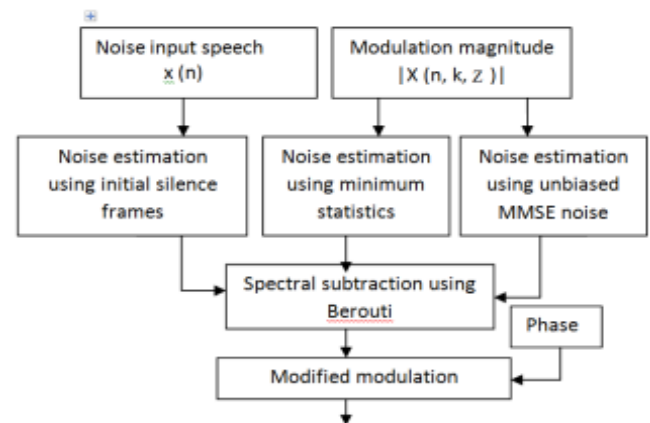 Noise input speech
x (n)
Modulation magnitude
|X (n, k, Z )|
Noise estimation
using initial silence
frames
Noise estimation
using minimum
statistics
Noise estimation
using unbiased
MMSE noise
Spectral subtraction using
Berouti
Phase
Modified modulation